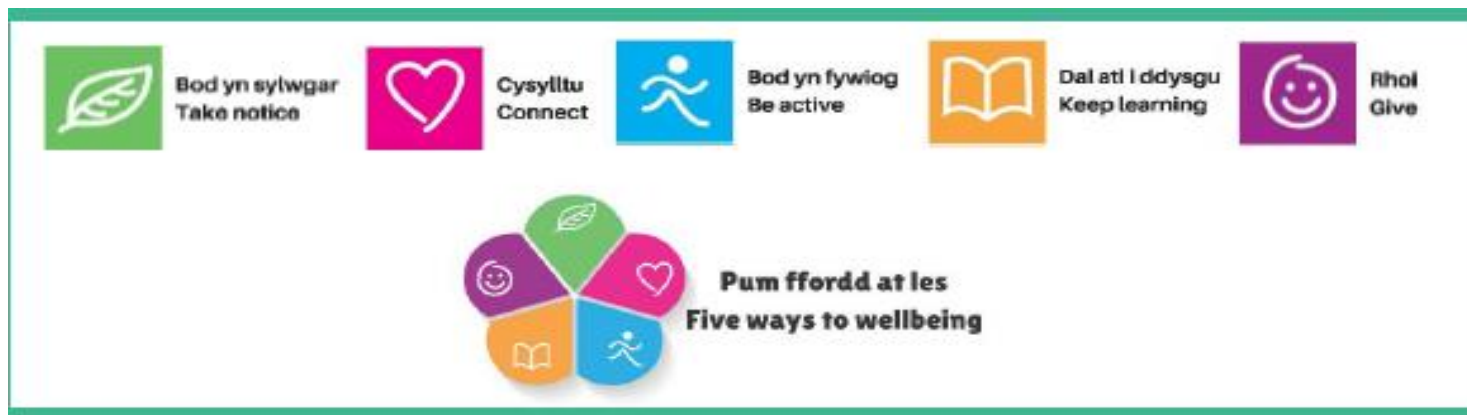 Bod yn sylwgar
Take notice
Cysylltu
Connect
Bod yn fywiog
Be active
Dal ati i ddysgu
Keep learning
Rhoi
Give
Pum ffordd at les
Five ways to wellbeing